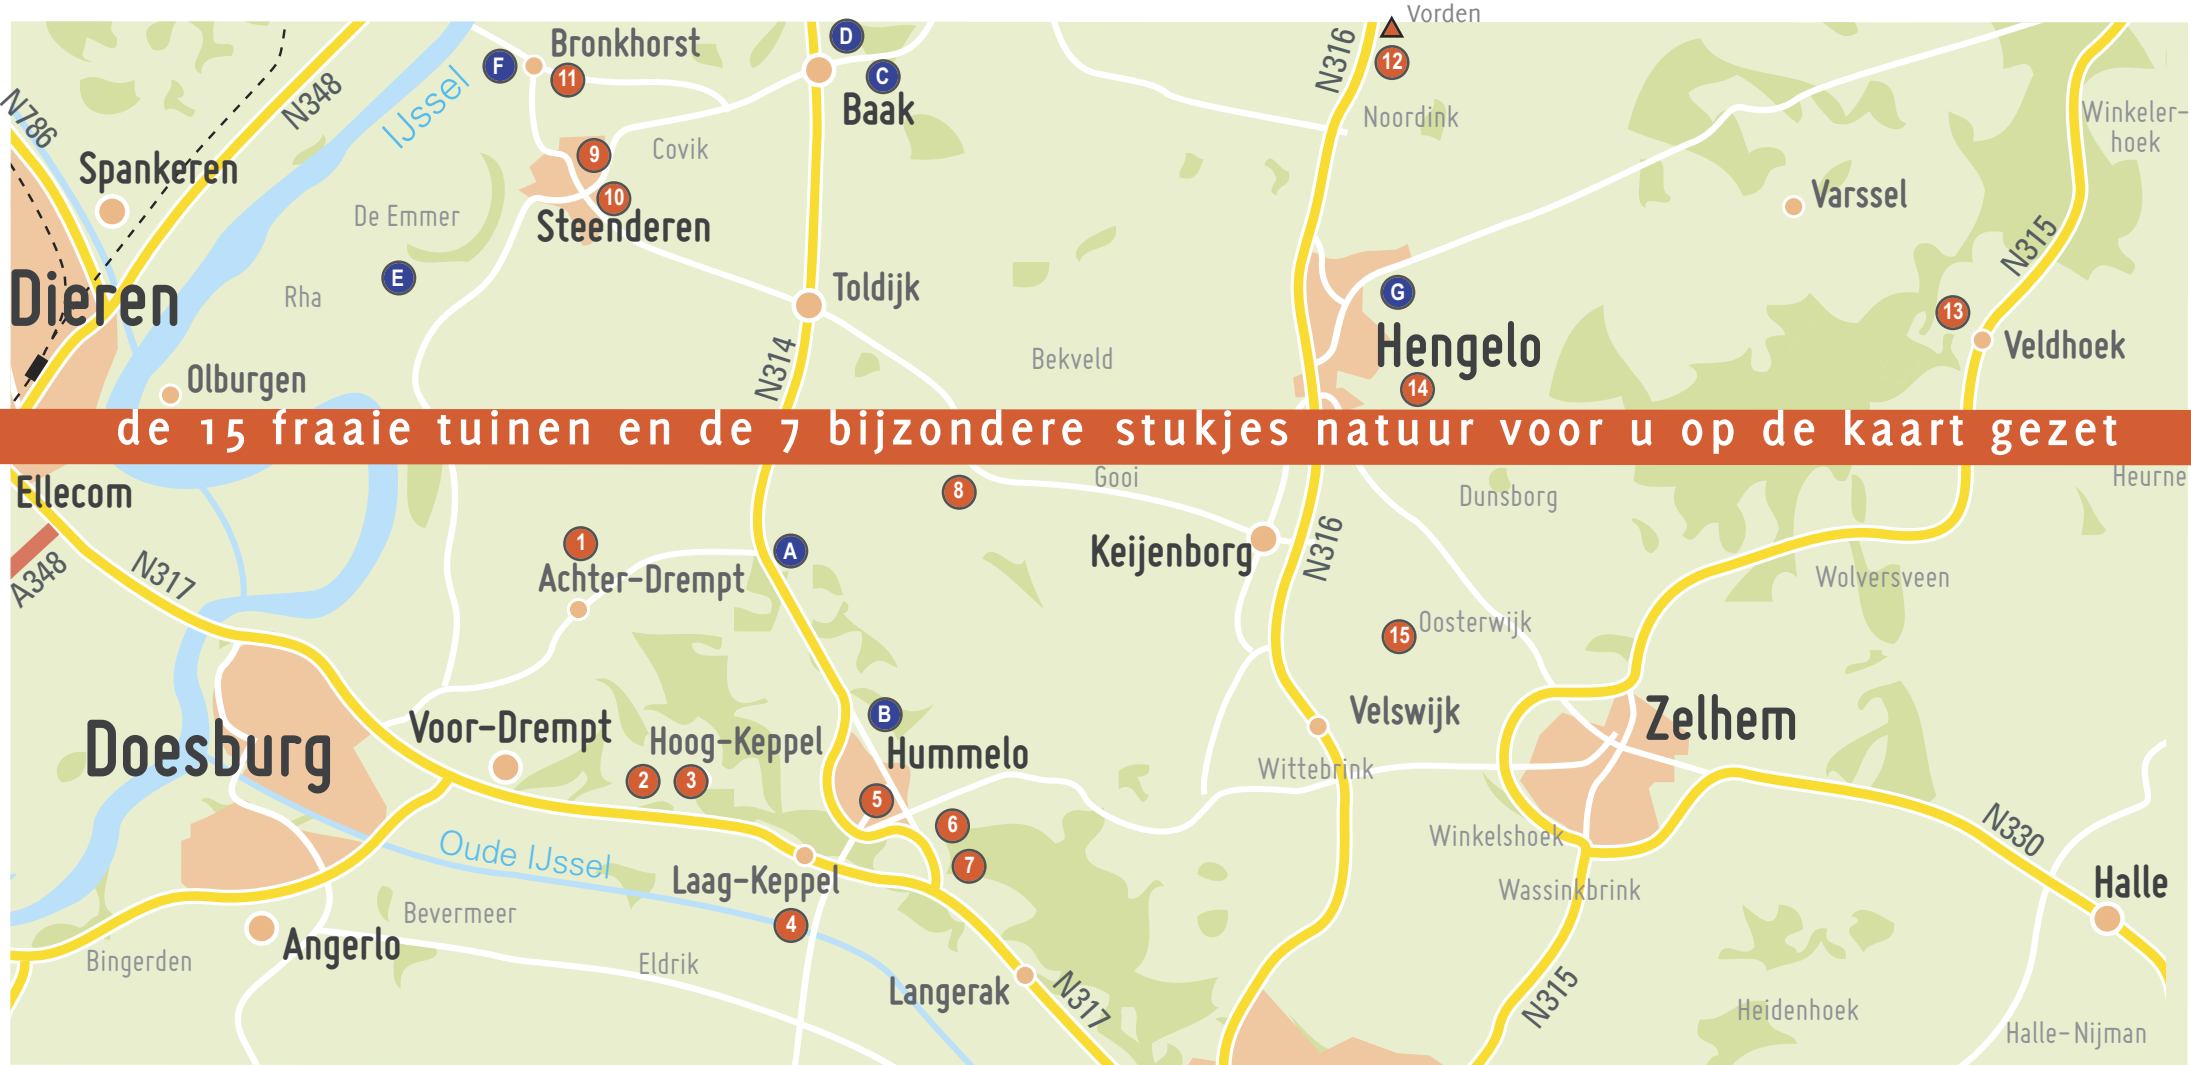 Vorden
Bronkhorst
D
N316
12
F
11
C
N348
IJssel
Baak
N786
Noordink
Winkeler-
hoek
Spankeren
9
Covik
10
Varssel
De Emmer
Steenderen
N315
E
Toldijk
G
Rha
Dieren
13
Hengelo
Veldhoek
N314
Bekveld
Olburgen
14
de 15 fraaie tuinen en de 7 bijzondere stukjes natuur voor u op de kaart gezet
Ellecom
8
Gooi
Dunsborg
Heurne
1
A
Keijenborg
N316
A348
N317
Achter-Drempt
Wolversveen
15
Oosterwijk
B
Velswijk
Zelhem
Voor-Drempt
Hoog-Keppel
Doesburg
Hummelo
2
3
Wittebrink
5
6
Winkelshoek
N330
7
Oude IJssel
Laag-Keppel
Wassinkbrink
Halle
Bevermeer
4
Angerlo
Bingerden
Eldrik
Langerak
N317
N315
Heidenhoek
Halle-Nijman